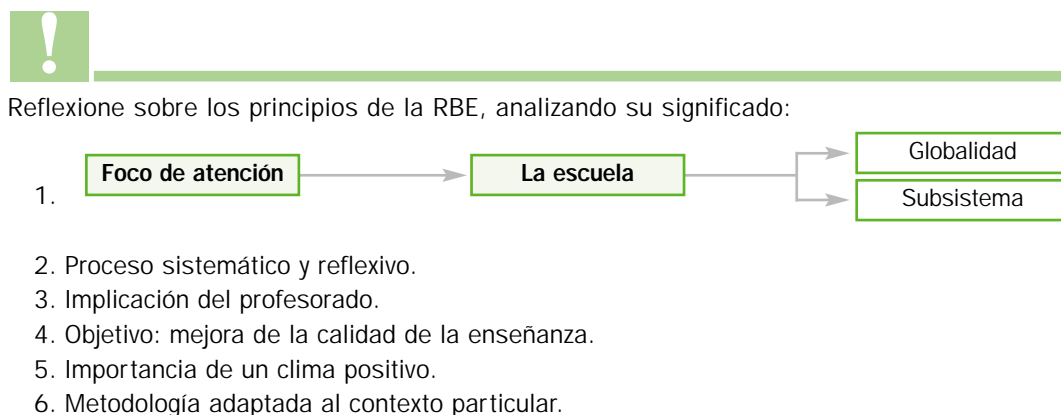 !
Reflexione sobre los principios de la RBE, analizando su significado:
1. Foco de atención La escuela Globalidad
Subsistema
2. Proceso sistemático y reflexivo.
3. Implicación del profesorado.
4. Objetivo: mejora de la calidad de la enseñanza.
5. Importancia de un clima positivo.
6. Metodología adaptada al contexto particular.